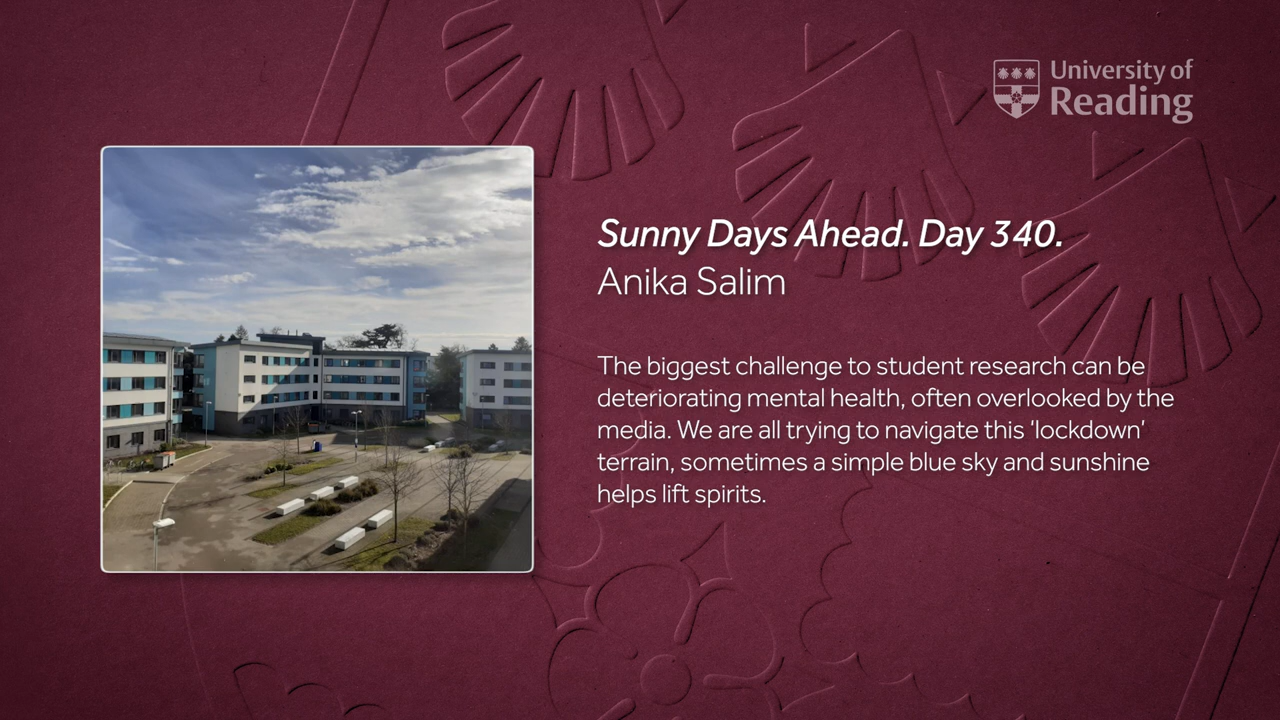 University of
Reading
Sunny Days Ahead. Day 340.
Anika Salim
The biggest challenge to student research can be
deteriorating mental health, often overlooked by the
media. We are all trying to navigate this 'lockdown'
terrain, sometimes a simple blue sky and sunshine
helps lift spirits.